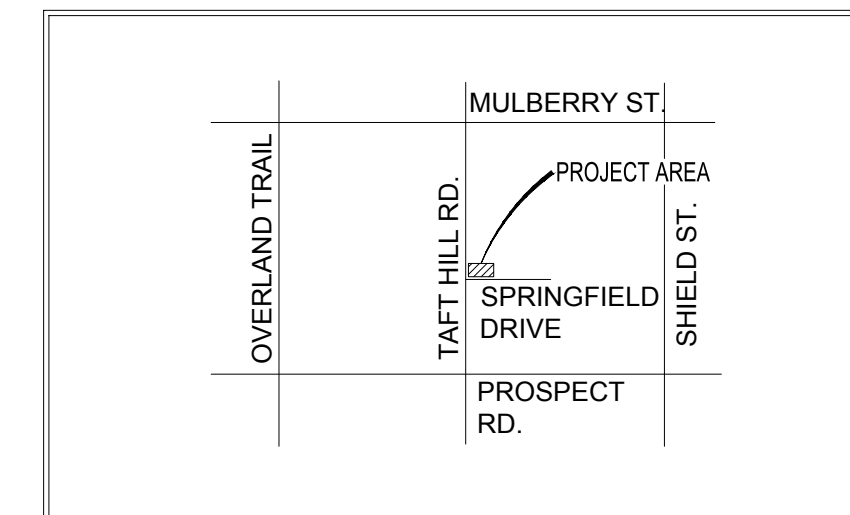 MULBERRY ST.
OVERLAND TRAIL
TAFT HILL RD.
PROJECT AREA
SHIELD ST.
SPRINGFIELD
DRIVE
PROSPECT
RD.